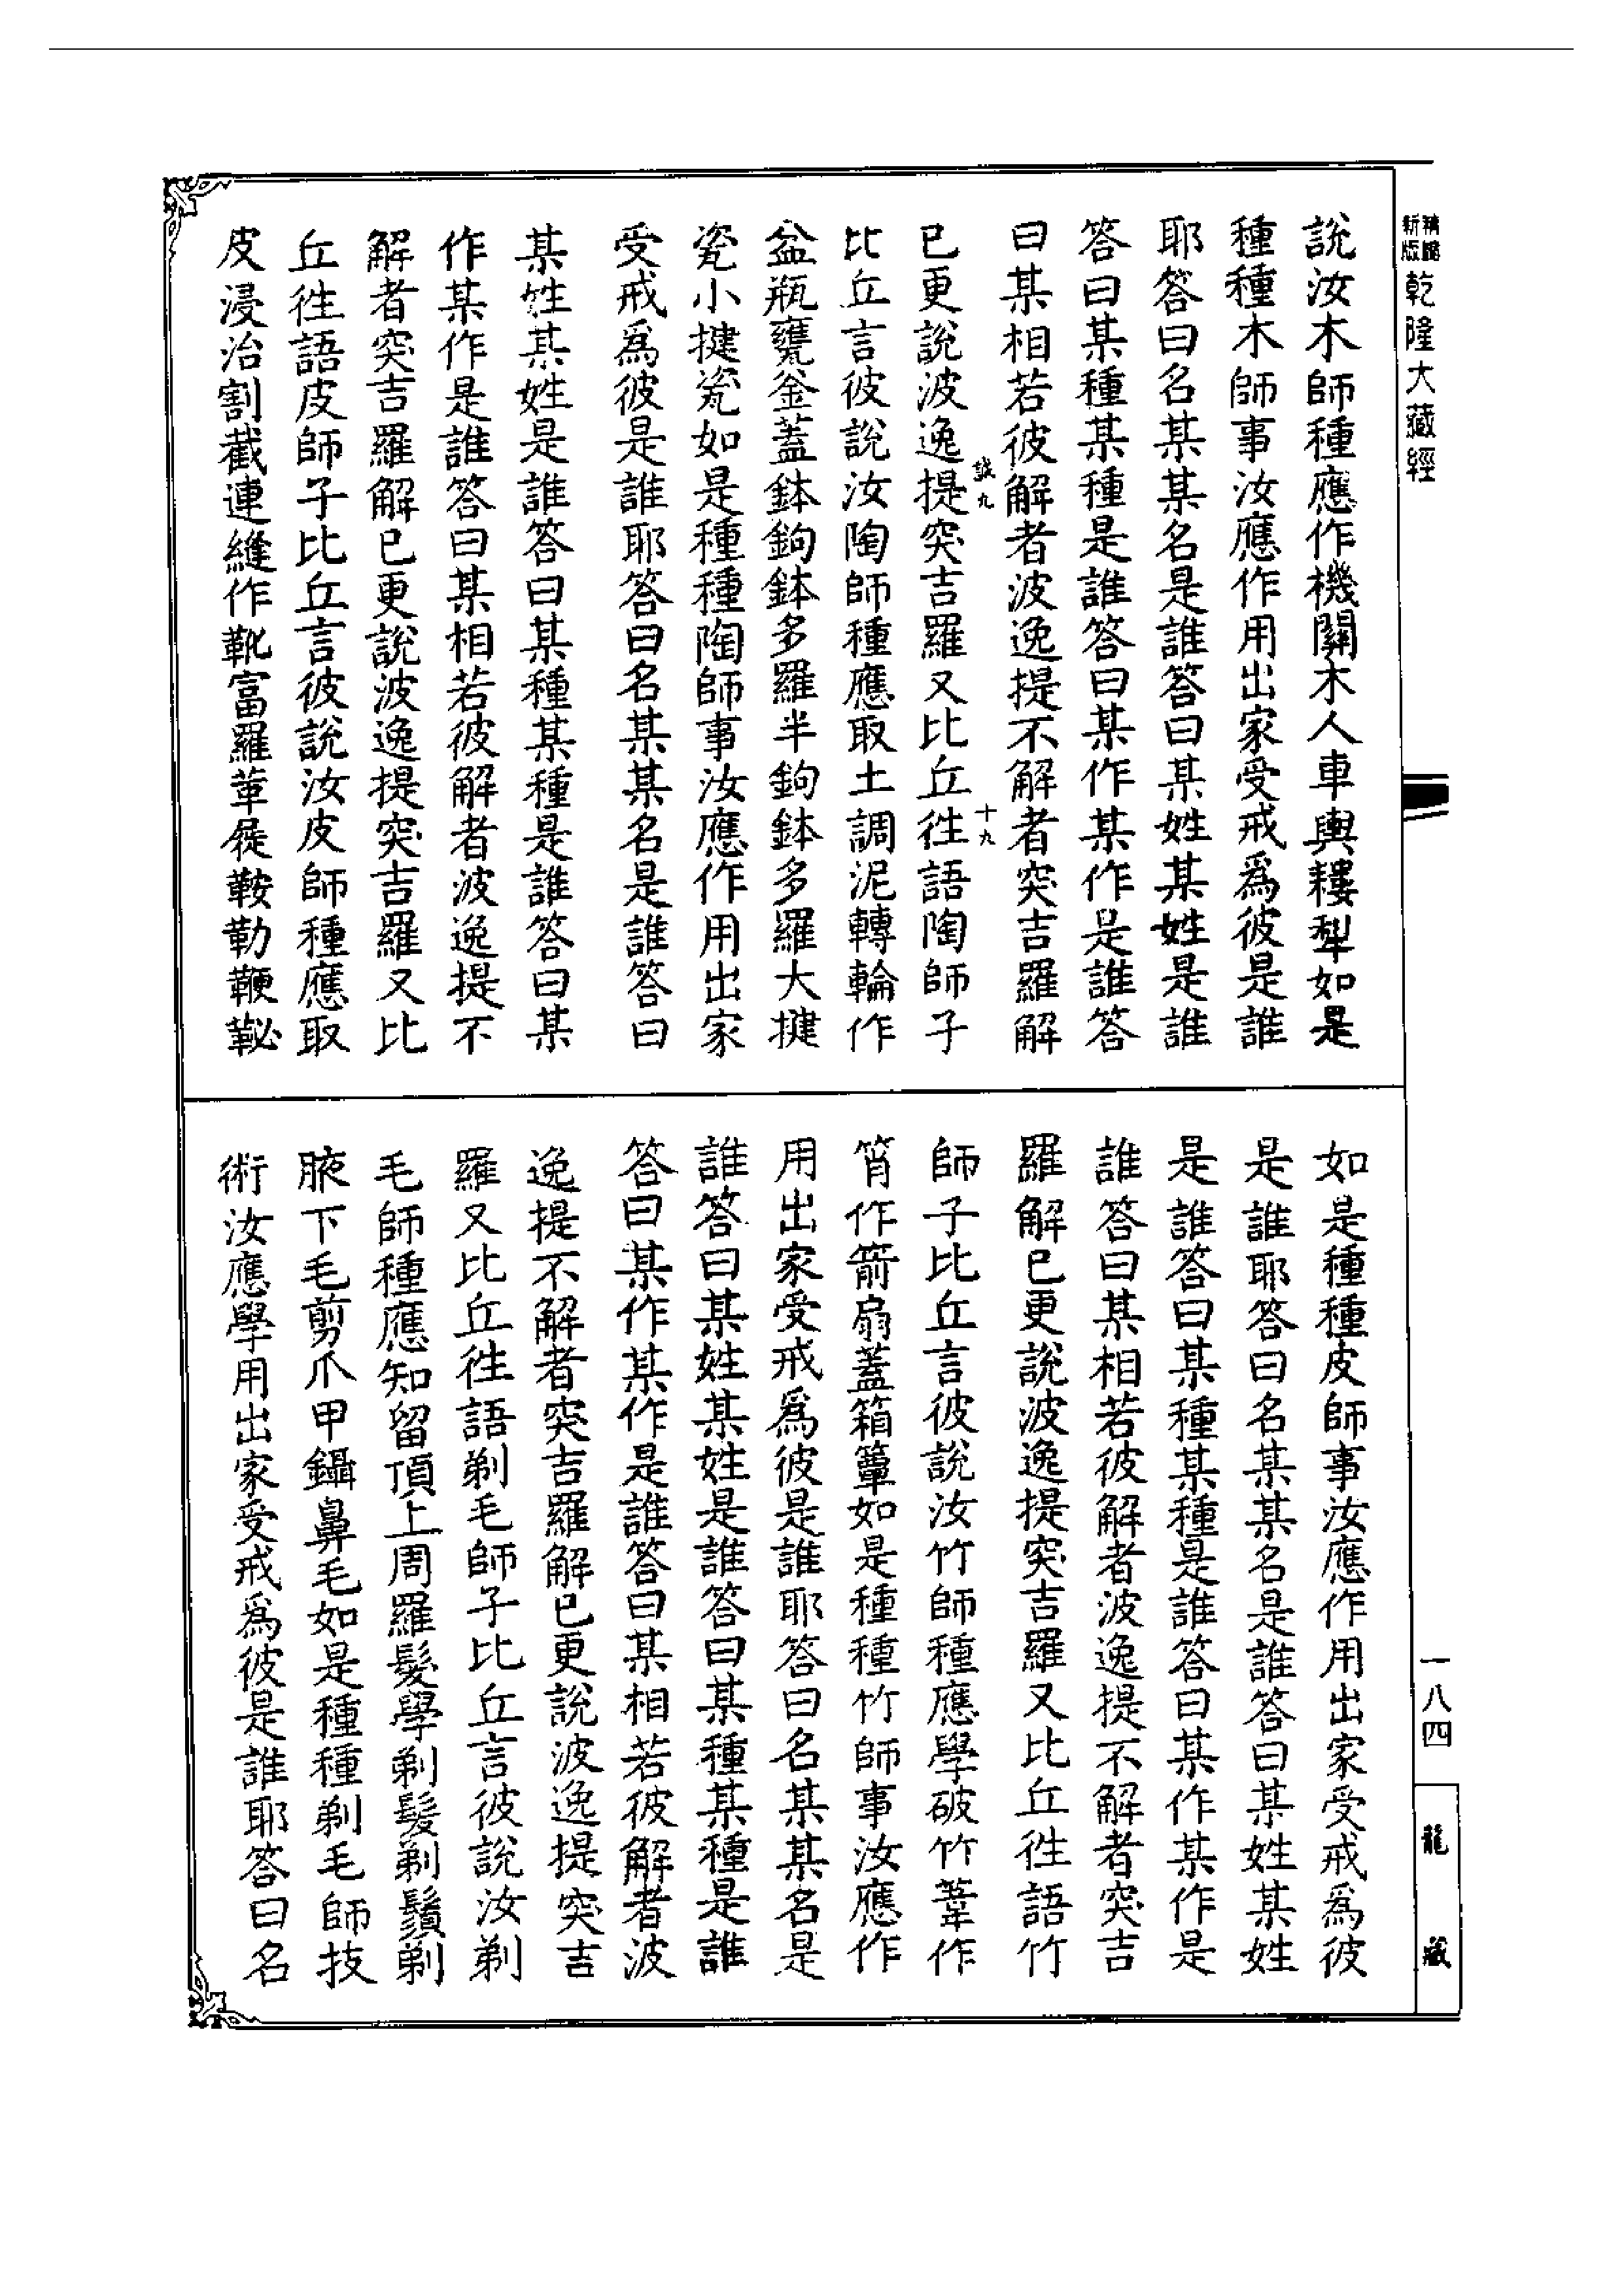 新版 精縮 乾隆大藏經
說汝木師種應作機關木人車輿耬犁如是
種種木師事汝應作用出家受戒為彼是誰
耶答曰名某某名是誰答曰某姓某姓是誰
答曰某種某種是誰答曰某作某作是誰答
曰某相若彼解者波逸提不解者突吉羅解
誠九 十九
已更說波逸提突吉羅又比丘往語陶師子
比丘言彼說汝陶師種應取土調泥轉輪作
盆瓶甕釜蓋鉢鉤鉢多羅半鉤鉢多羅大揵
瓷小揵瓷如是種種陶師事汝應作用出家
受戒為彼是誰耶答曰名某某名是誰答曰
某姓某姓是誰答曰某種某種是誰答曰某
作某作是誰答曰某相若彼解者波逸提不
解者突吉羅解已更說波逸提突吉羅又比
丘往語皮師子比丘言彼說汝皮師種應取
皮浸治割截連縫作靴富羅革屣鞍勒鞭鞁
如是種種皮師事汝應作用出家受戒為彼
是誰耶答曰名某某名是誰答曰某姓某姓
是誰答曰某種某種是誰答曰某作某作是
誰答曰某相若彼解者波逸提不解者突吉
羅解已更說波逸提突吉羅又比丘往語竹
師子比丘言彼說汝竹師種應學破竹葦作
筩作箭扇蓋箱簞如是種種竹師事汝應作
用出家受戒為彼是誰耶答曰名某某名是
誰答曰某姓某姓是誰答曰某種某種是誰
答曰某作某作是誰答曰某相若彼解者波
逸提不解者突吉羅解已更說波逸提突吉
羅又比丘往語剃毛師子比丘言彼說汝剃
毛師種應知留頂上周羅髮學剃髮剃鬚剃
腋下毛剪爪甲鑷鼻毛如是種種剃毛師技
術汝應學用出家受戒為彼是誰耶答曰名
一八四
龍藏